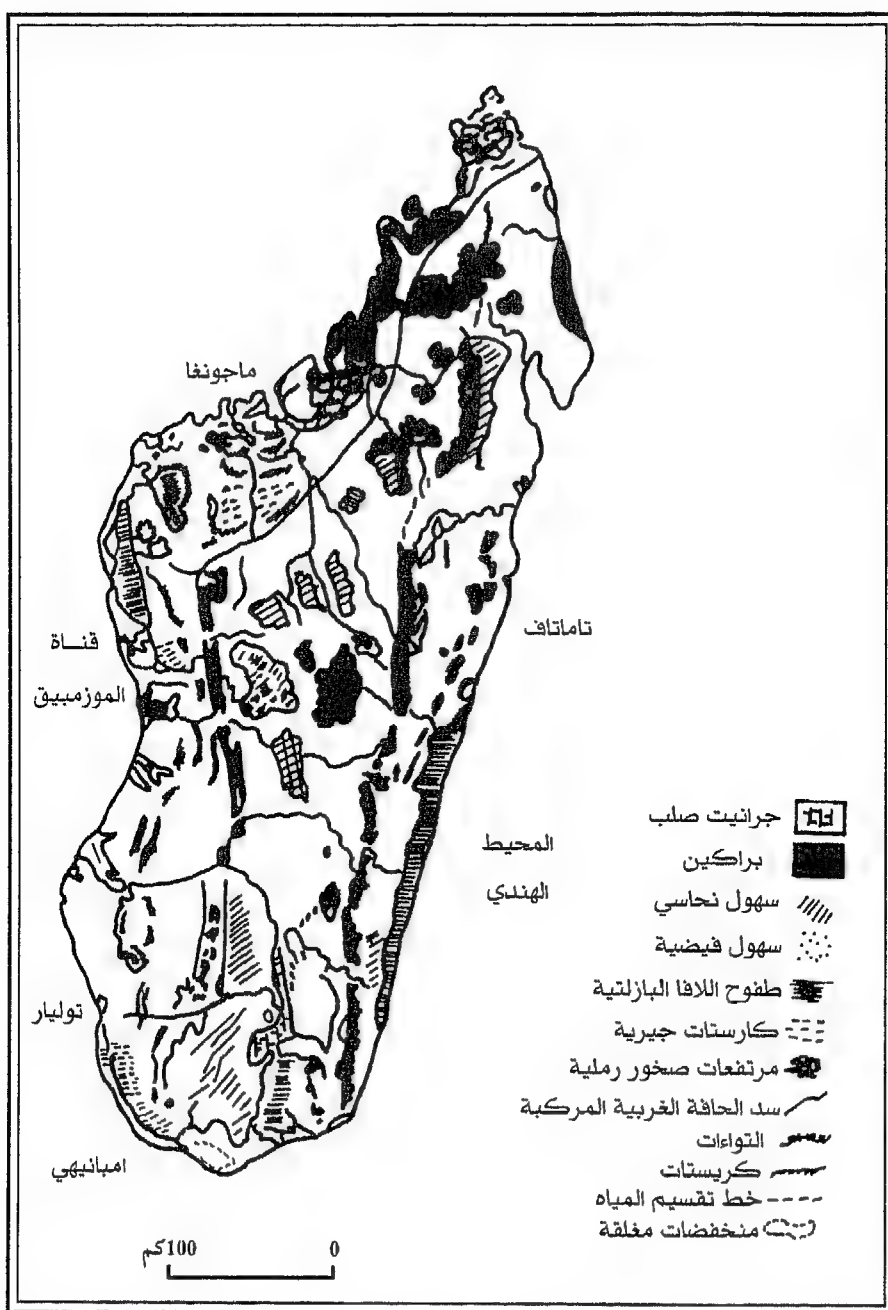 ماجونغا
تاماتاف
قناة
الموزمبيق
المحيط
الهندي
توليار
امبانيهي
جرانيت صلب
براكين
سهول نحاسي
سهول فيضية
طفوح اللافا البازلتية
كارستات جيرية
مرتفعات صخور رملية
سد الحافة الغربية المركبة
التواءات
كريستات
خط تقسيم المياه
منخفضات مغلقة
100كم 0